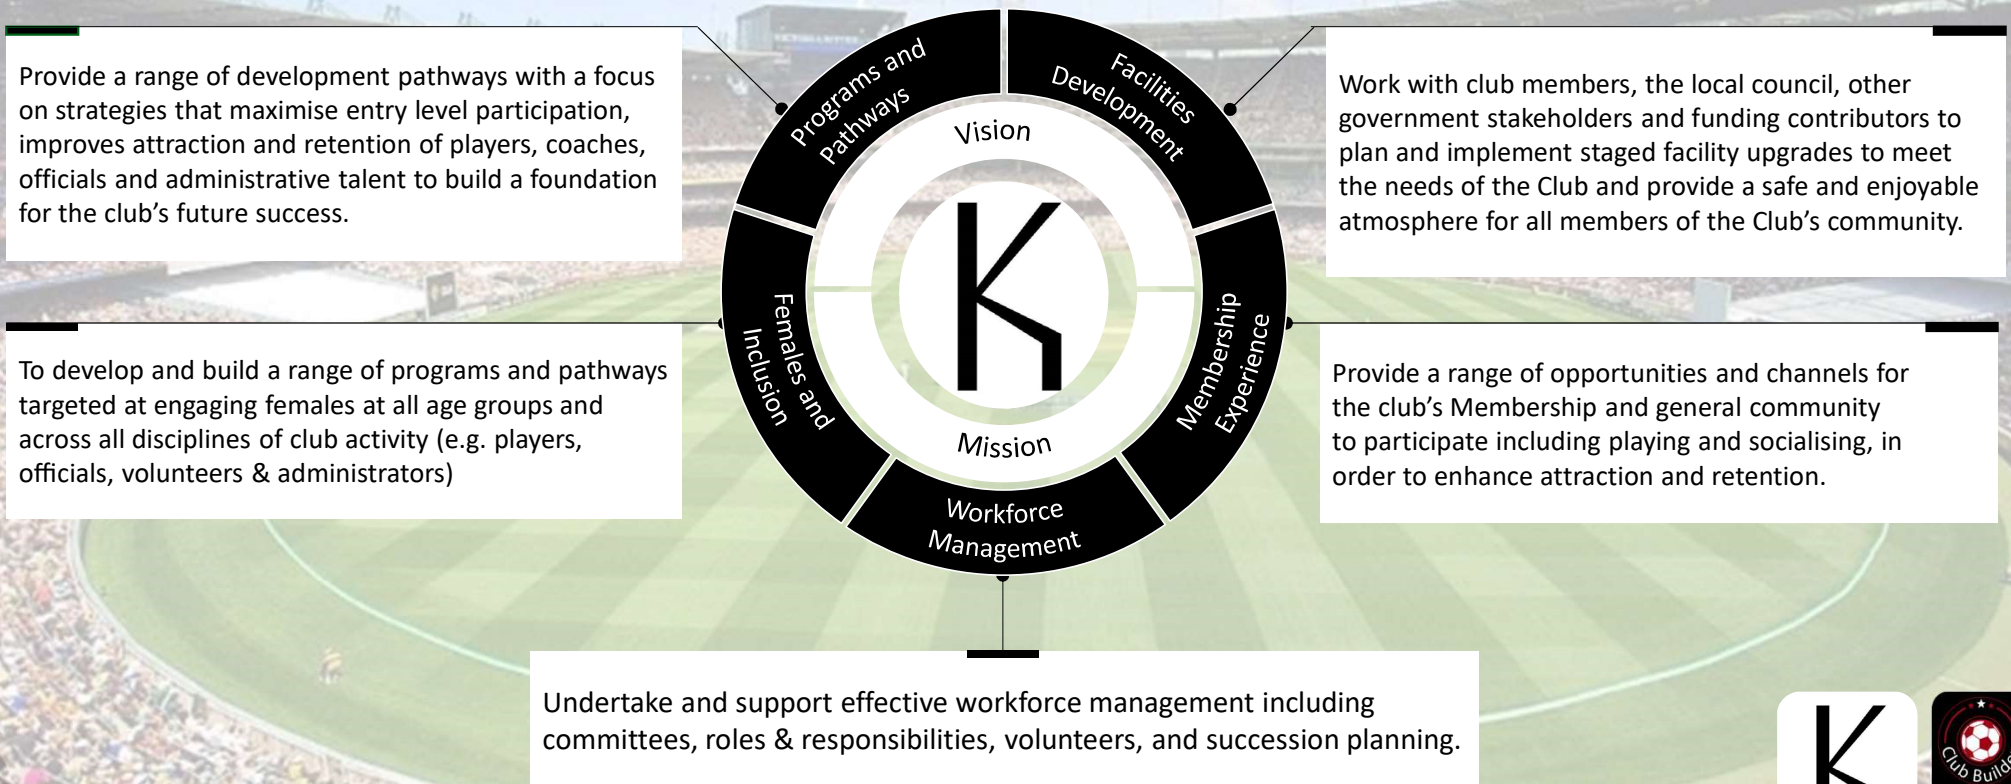 Provide a range of development pathways with a focus
on strategies that maximise entry level participation,
improves attraction and retention of players, coaches,
officials and administrative talent to build a foundation
for the club’s future success.
Programs and
Pathways
Facilities
Development
Work with club members, the local council, other
government stakeholders and funding contributors to
plan and implement staged facility upgrades to meet
the needs of the Club and provide a safe and enjoyable
atmosphere for all members of the Club’s community.
Vision
K
Mission
To develop and build a range of programs and pathways
targeted at engaging females at all age groups and
across all disciplines of club activity (e.g. players,
officials, volunteers & administrators)
Females and
Inclusion
Membership
Experience
Provide a range of opportunities and channels for
the club’s Membership and general community
to participate including playing and socialising, in
order to enhance attraction and retention.
Workforce
Management
Undertake and support effective workforce management including
committees, roles & responsibilities, volunteers, and succession planning.
K
Club